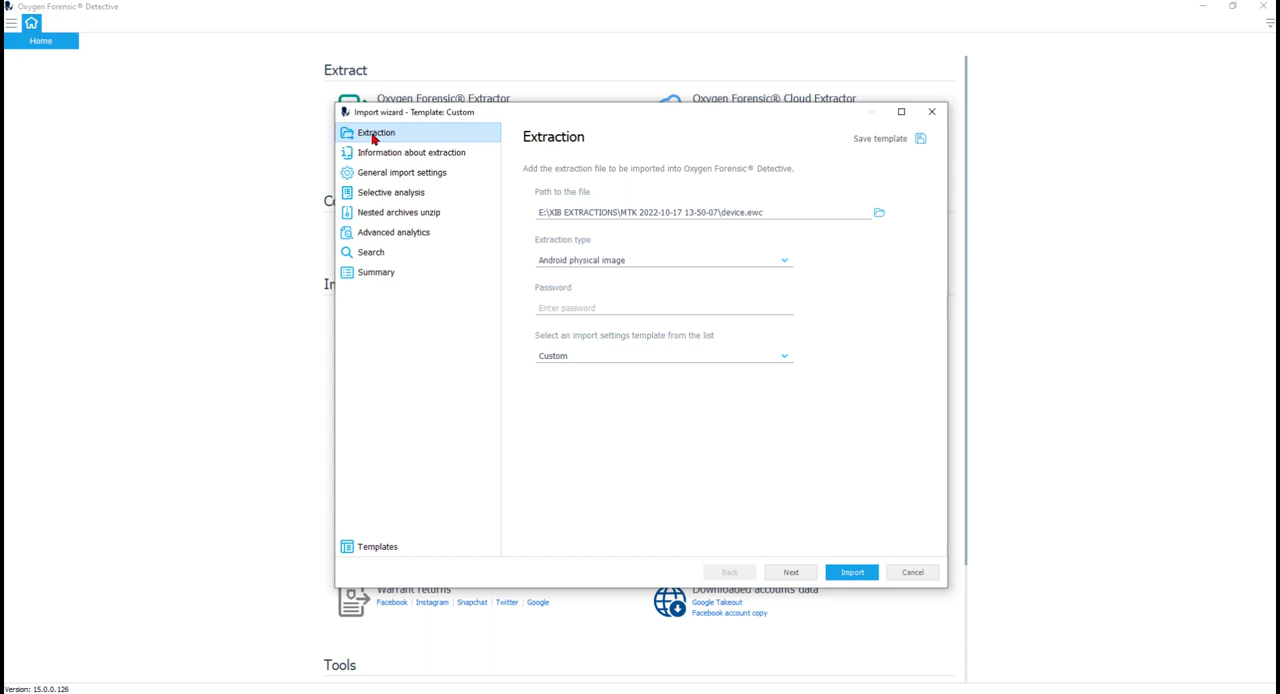 Oxygen Forensic® Detective
Home
Extract
Oxygen Forensic® Extractor
Oxygen Forensic® Cloud Extractor
Import wizard - Template: Custom
Extraction
Information about extraction
General import settings
Selective analysis
Nested archives unzip
Advanced analytics
Search
Summary
Templates
Extraction
Save template
Add the extraction file to be imported into Oxygen Forensic® Detective.
Path to the file
E:\XIB EXTRACTIONS\MTK 2022-10-17 13-50-07\device.ewc
Extraction type
Android physical image
Password
Enter password
Select an import settings template from the list
Custom
Back
Next
Import
Cancel
Warrant returns
Facebook | Instagram | Snapchat | Twitter | Google
Downloaded accounts data
Google Takeout
Facebook account copy
Tools
Version: 15.0.0.126